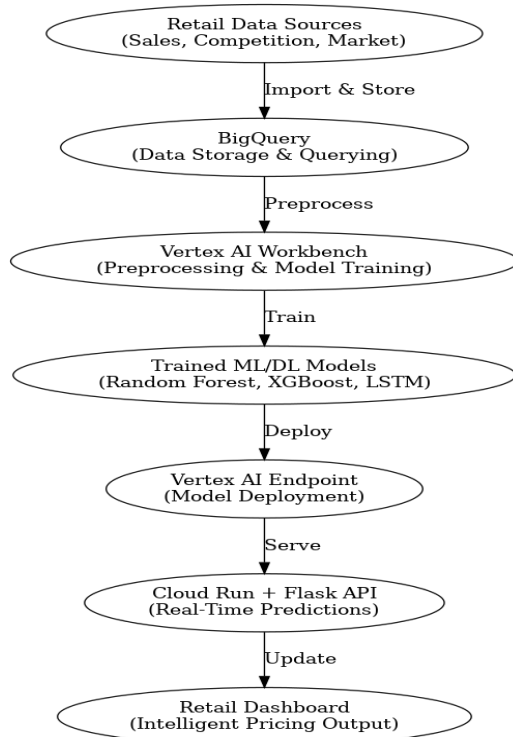 Retail Data Sources
(Sales, Competition, Market)
Import & Store
BigQuery
(Data Storage & Querying)
Preprocess
Vertex AI Workbench
(Preprocessing & Model Training)
Train
Trained ML/DL Models
(Random Forest, XGBoost, LSTM)
Deploy
Vertex AI Endpoint
(Model Deployment)
Serve
Cloud Run + Flask API
(Real-Time Predictions)
Update
Retail Dashboard
(Intelligent Pricing Output)